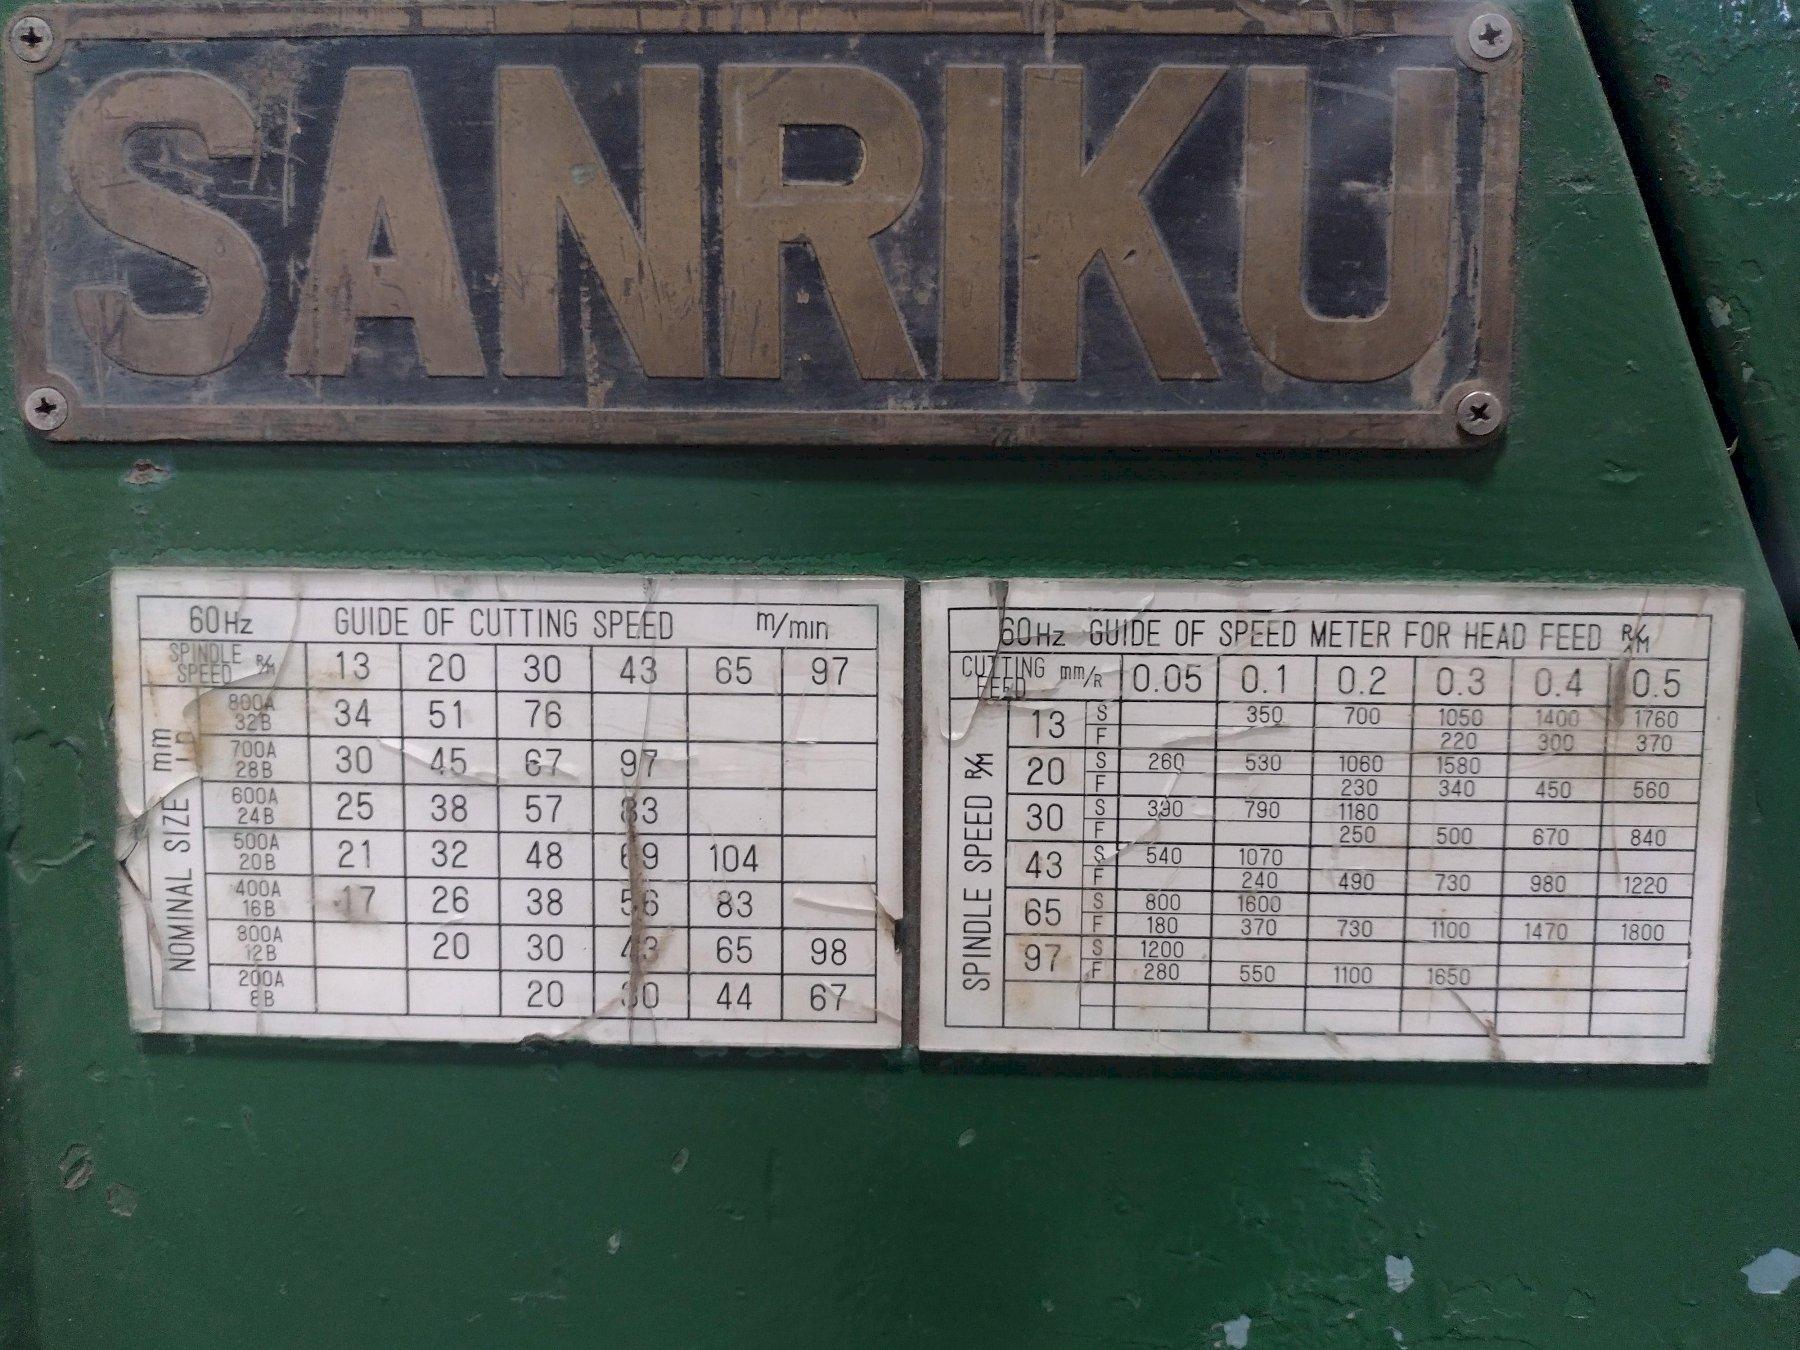 SANRIKU
60Hz GUIDE OF CUTTING SPEED m/min
SPINDLE SPEED R/M 13 20 30 43 65 97
NOMINAL SIZE mm
800A 32B 34 51 76
700A 28B 30 45 67 97
600A 24B 25 38 57 83
500A 20B 21 32 48 69 104
400A 16B 17 26 38 56 83
300A 12B 20 30 43 65 98
200A 8B 20 30 44 67
60Hz GUIDE OF SPEED METER FOR HEAD FEED R/M
CUTTING FEED mm/R 0.05 0.1 0.2 0.3 0.4 0.5
SPINDLE SPEED R/M
13 S 350 700 1050 1400 1760
F 220 300 370
20 S 260 530 1060 1580
F 230 340 450 560
30 S 390 790 1180
F 250 500 670 840
43 S 540 1070
F 240 490 730 980 1220
65 S 800 1600
F 180 370 730 1100 1470 1800
97 S 1200
F 280 550 1100 1650